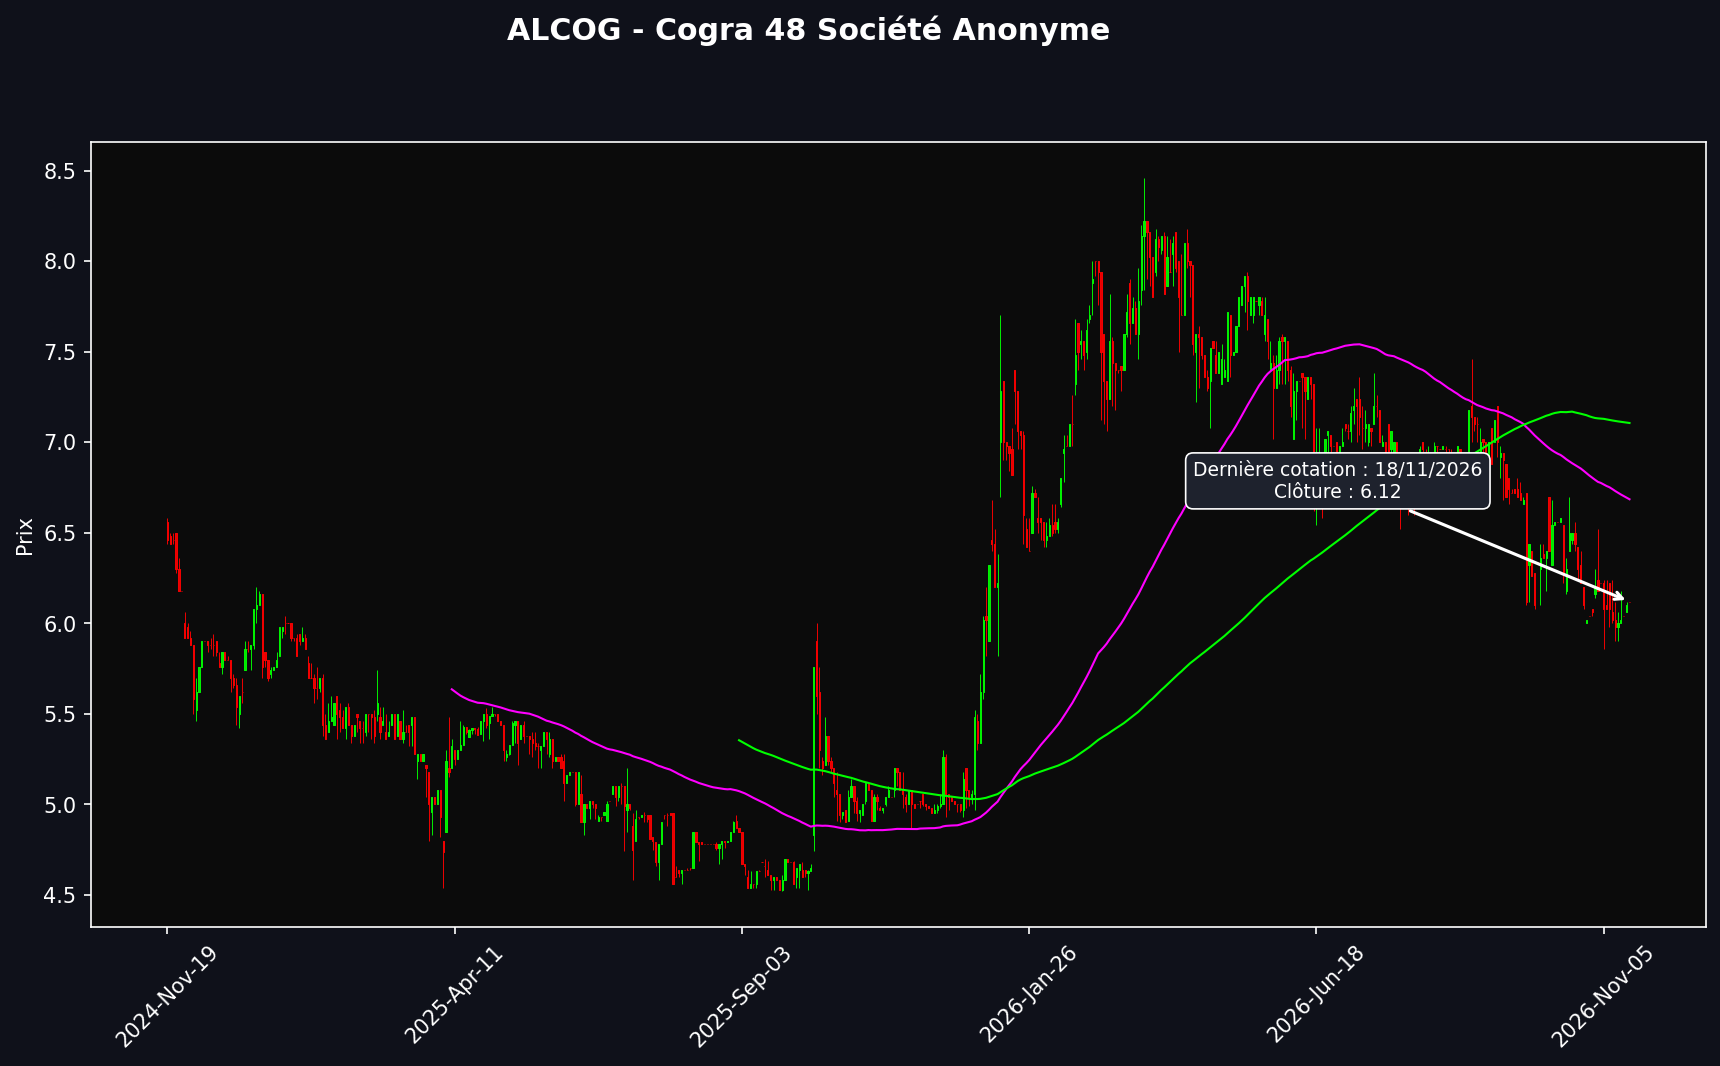 ALCOG - Cogra 48 Société Anonyme
Prix
8.5
8.0
7.5
7.0
6.5
6.0
5.5
5.0
4.5
Dernière cotation : 18/11/2026
Clôture : 6.12
2024-Nov-19
2025-Apr-11
2025-Sep-03
2026-Jan-26
2026-Jun-18
2026-Nov-05